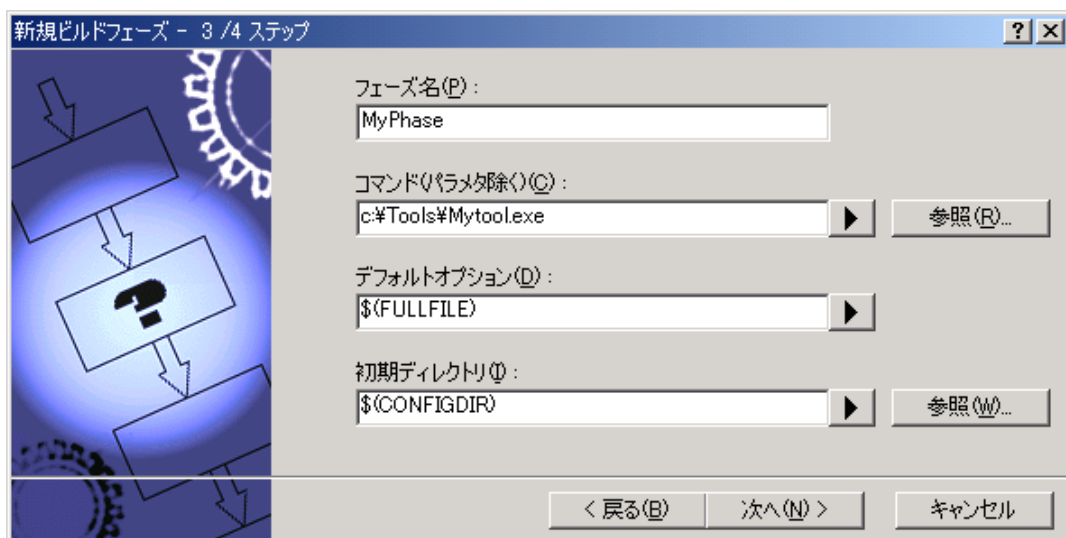 新規ビルドフェーズ - 3 /4 ステップ
フェーズ名(P) :
MyPhase
コマンド(パラメタ除く)(C) :
c:¥Tools¥Mytool.exe
参照(R)...
デフォルトオプション(D) :
$(FULLFILE)
初期ディレクトリ(I) :
$(CONFIGDIR)
参照(W)...
< 戻る(B)
次へ(N) >
キャンセル